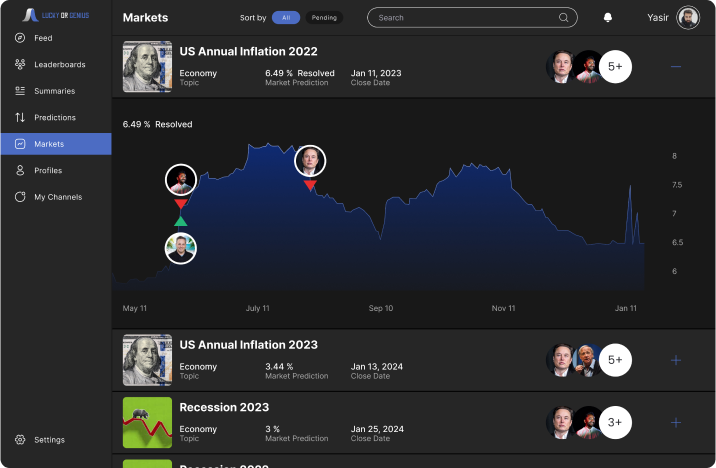 LUCKY OR GENIUS
Feed
Leaderboards
Summaries
Predictions
Markets
Profiles
My Channels
Settings
Markets
Sort by All Pending
Search
Yasir
US Annual Inflation 2022
Economy 6.49 % Resolved Jan 11, 2023
Topic Market Prediction Close Date
5+
6.49 % Resolved
8
7.5
7
6.5
6
May 11 July 11 Sep 10 Nov 11 Jan 11
US Annual Inflation 2023
Economy 3.44 % Jan 13, 2024
Topic Market Prediction Close Date
5+
Recession 2023
Economy 3 % Jan 25, 2024
Topic Market Prediction Close Date
3+